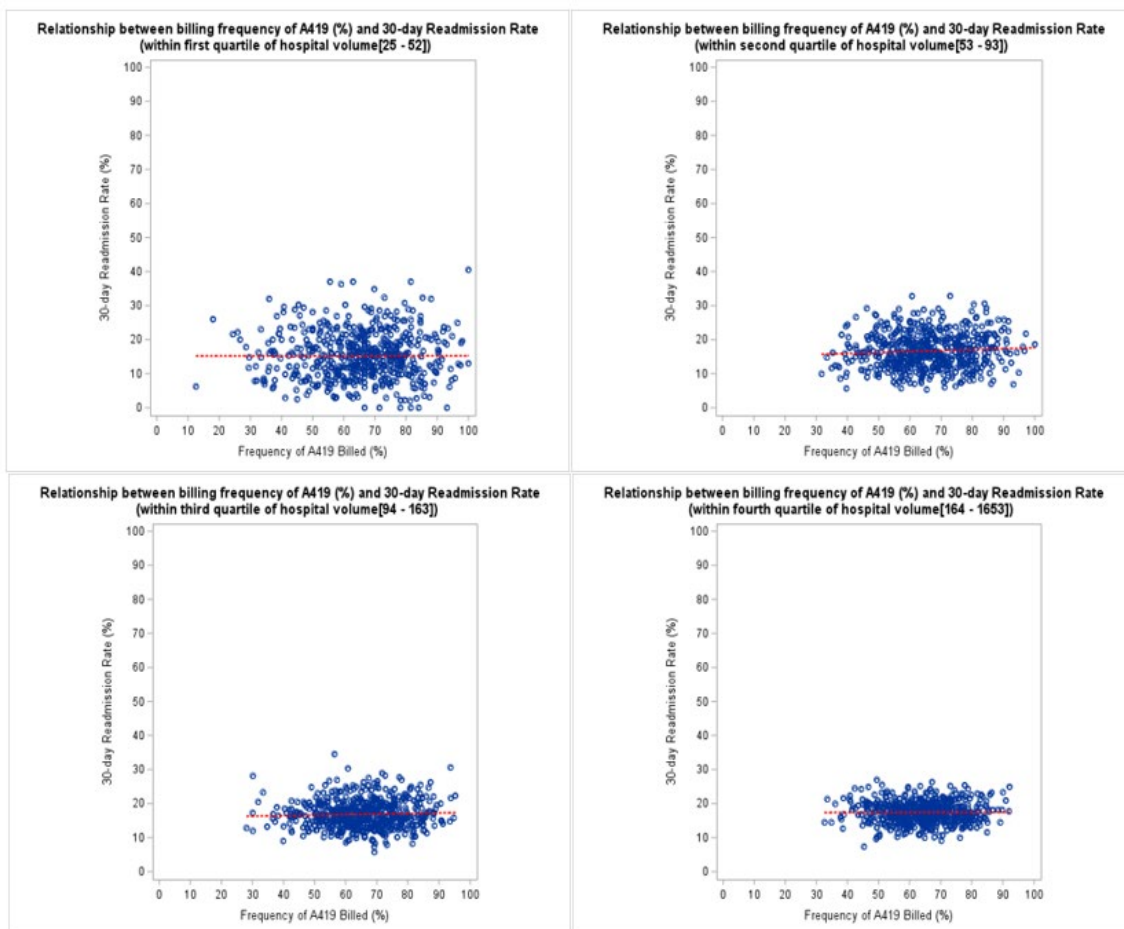 Relationship between billing frequency of A419 (%) and 30-day Readmission Rate
(within first quartile of hospital volume[25 - 52])
100
90
80
70
60
50
40
30
20
10
0
30-day Readmission Rate (%)
0 10 20 30 40 50 60 70 80 90 100
Frequency of A419 Billed (%)
Relationship between billing frequency of A419 (%) and 30-day Readmission Rate
(within second quartile of hospital volume[53 - 93])
100
90
80
70
60
50
40
30
20
10
0
30-day Readmission Rate (%)
0 10 20 30 40 50 60 70 80 90 100
Frequency of A419 Billed (%)
Relationship between billing frequency of A419 (%) and 30-day Readmission Rate
(within third quartile of hospital volume[94 - 163])
100
90
80
70
60
50
40
30
20
10
0
30-day Readmission Rate (%)
0 10 20 30 40 50 60 70 80 90 100
Frequency of A419 Billed (%)
Relationship between billing frequency of A419 (%) and 30-day Readmission Rate
(within fourth quartile of hospital volume[164 - 1653])
100
90
80
70
60
50
40
30
20
10
0
30-day Readmission Rate (%)
0 10 20 30 40 50 60 70 80 90 100
Frequency of A419 Billed (%)